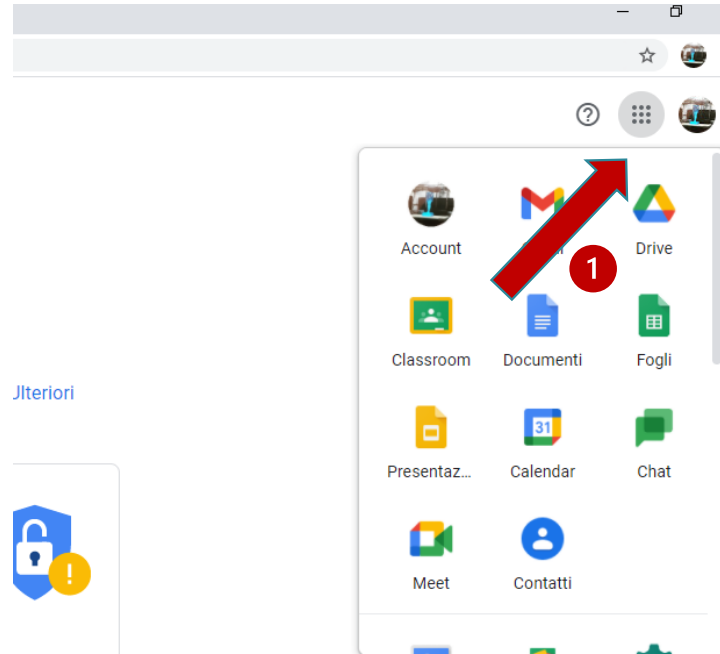 Account
Drive
1
Classroom Documenti Fogli
Ulteriori
31
Presentaz... Calendar Chat
Meet Contatti